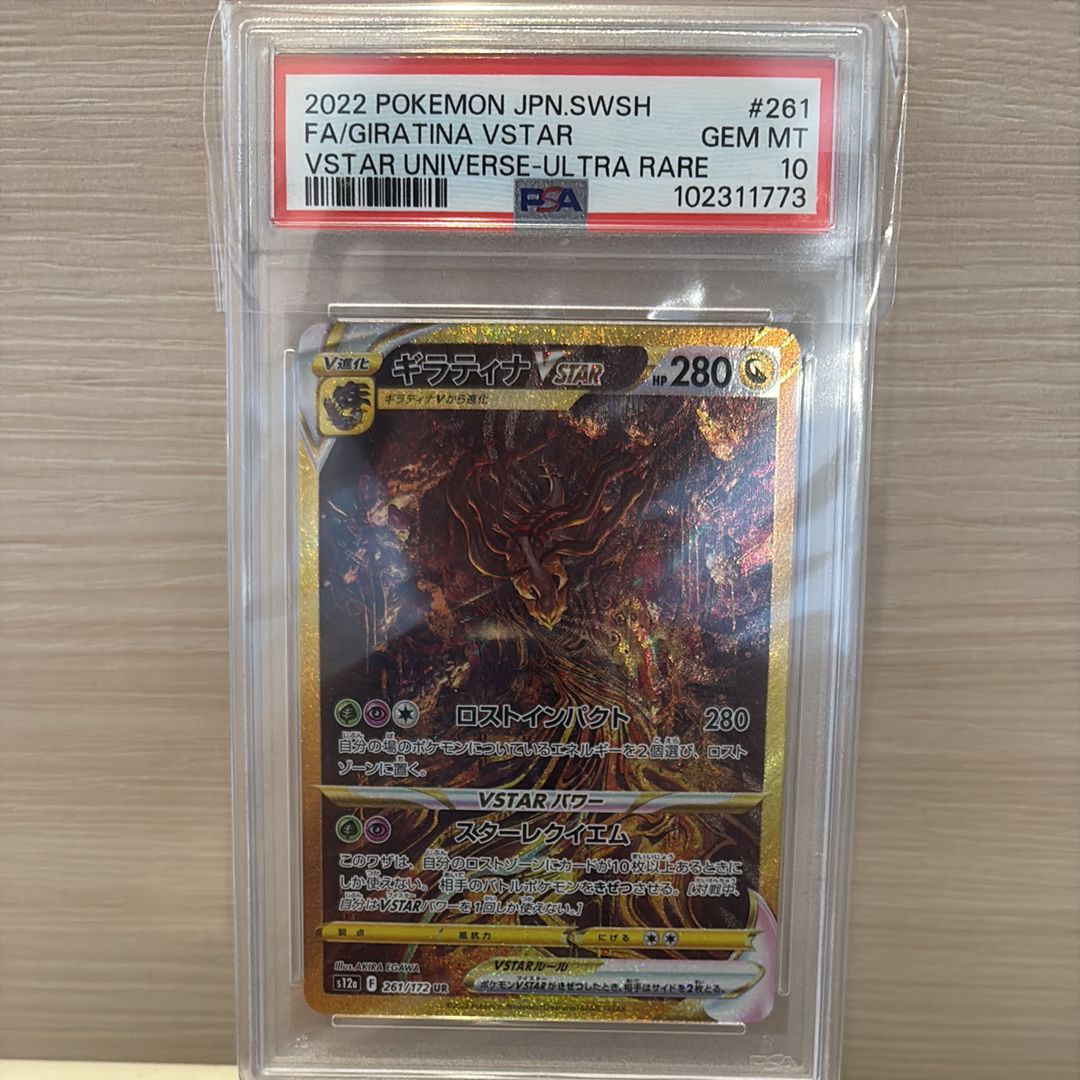 2022 POKEMON JPN.SWSH #261
FA/GIRATINA VSTAR GEM MT
VSTAR UNIVERSE-ULTRA RARE 10
PSA 102311773
V進化 ギラティナ VSTAR HP 280
ギラティナVから進化
ロストインパクト 280
自分の場のポケモンについているエネルギーを2個選び、ロスト
ゾーンに置く。
VSTARパワー
スターレクイエム
このワザは、自分のロストゾーンにカードが10枚以上あるときに
しか使えない。相手のバトルポケモンをきぜつさせる。[対戦中、
自分はVSTARパワーを1回しか使えない。]
弱点 抵抗力 にげる
Illus. AKIRA EGAWA
VSTARルール
s12a F 261/172 UR
ポケモンVSTARがきぜつしたとき、相手はサイドを2枚とる。
PSA